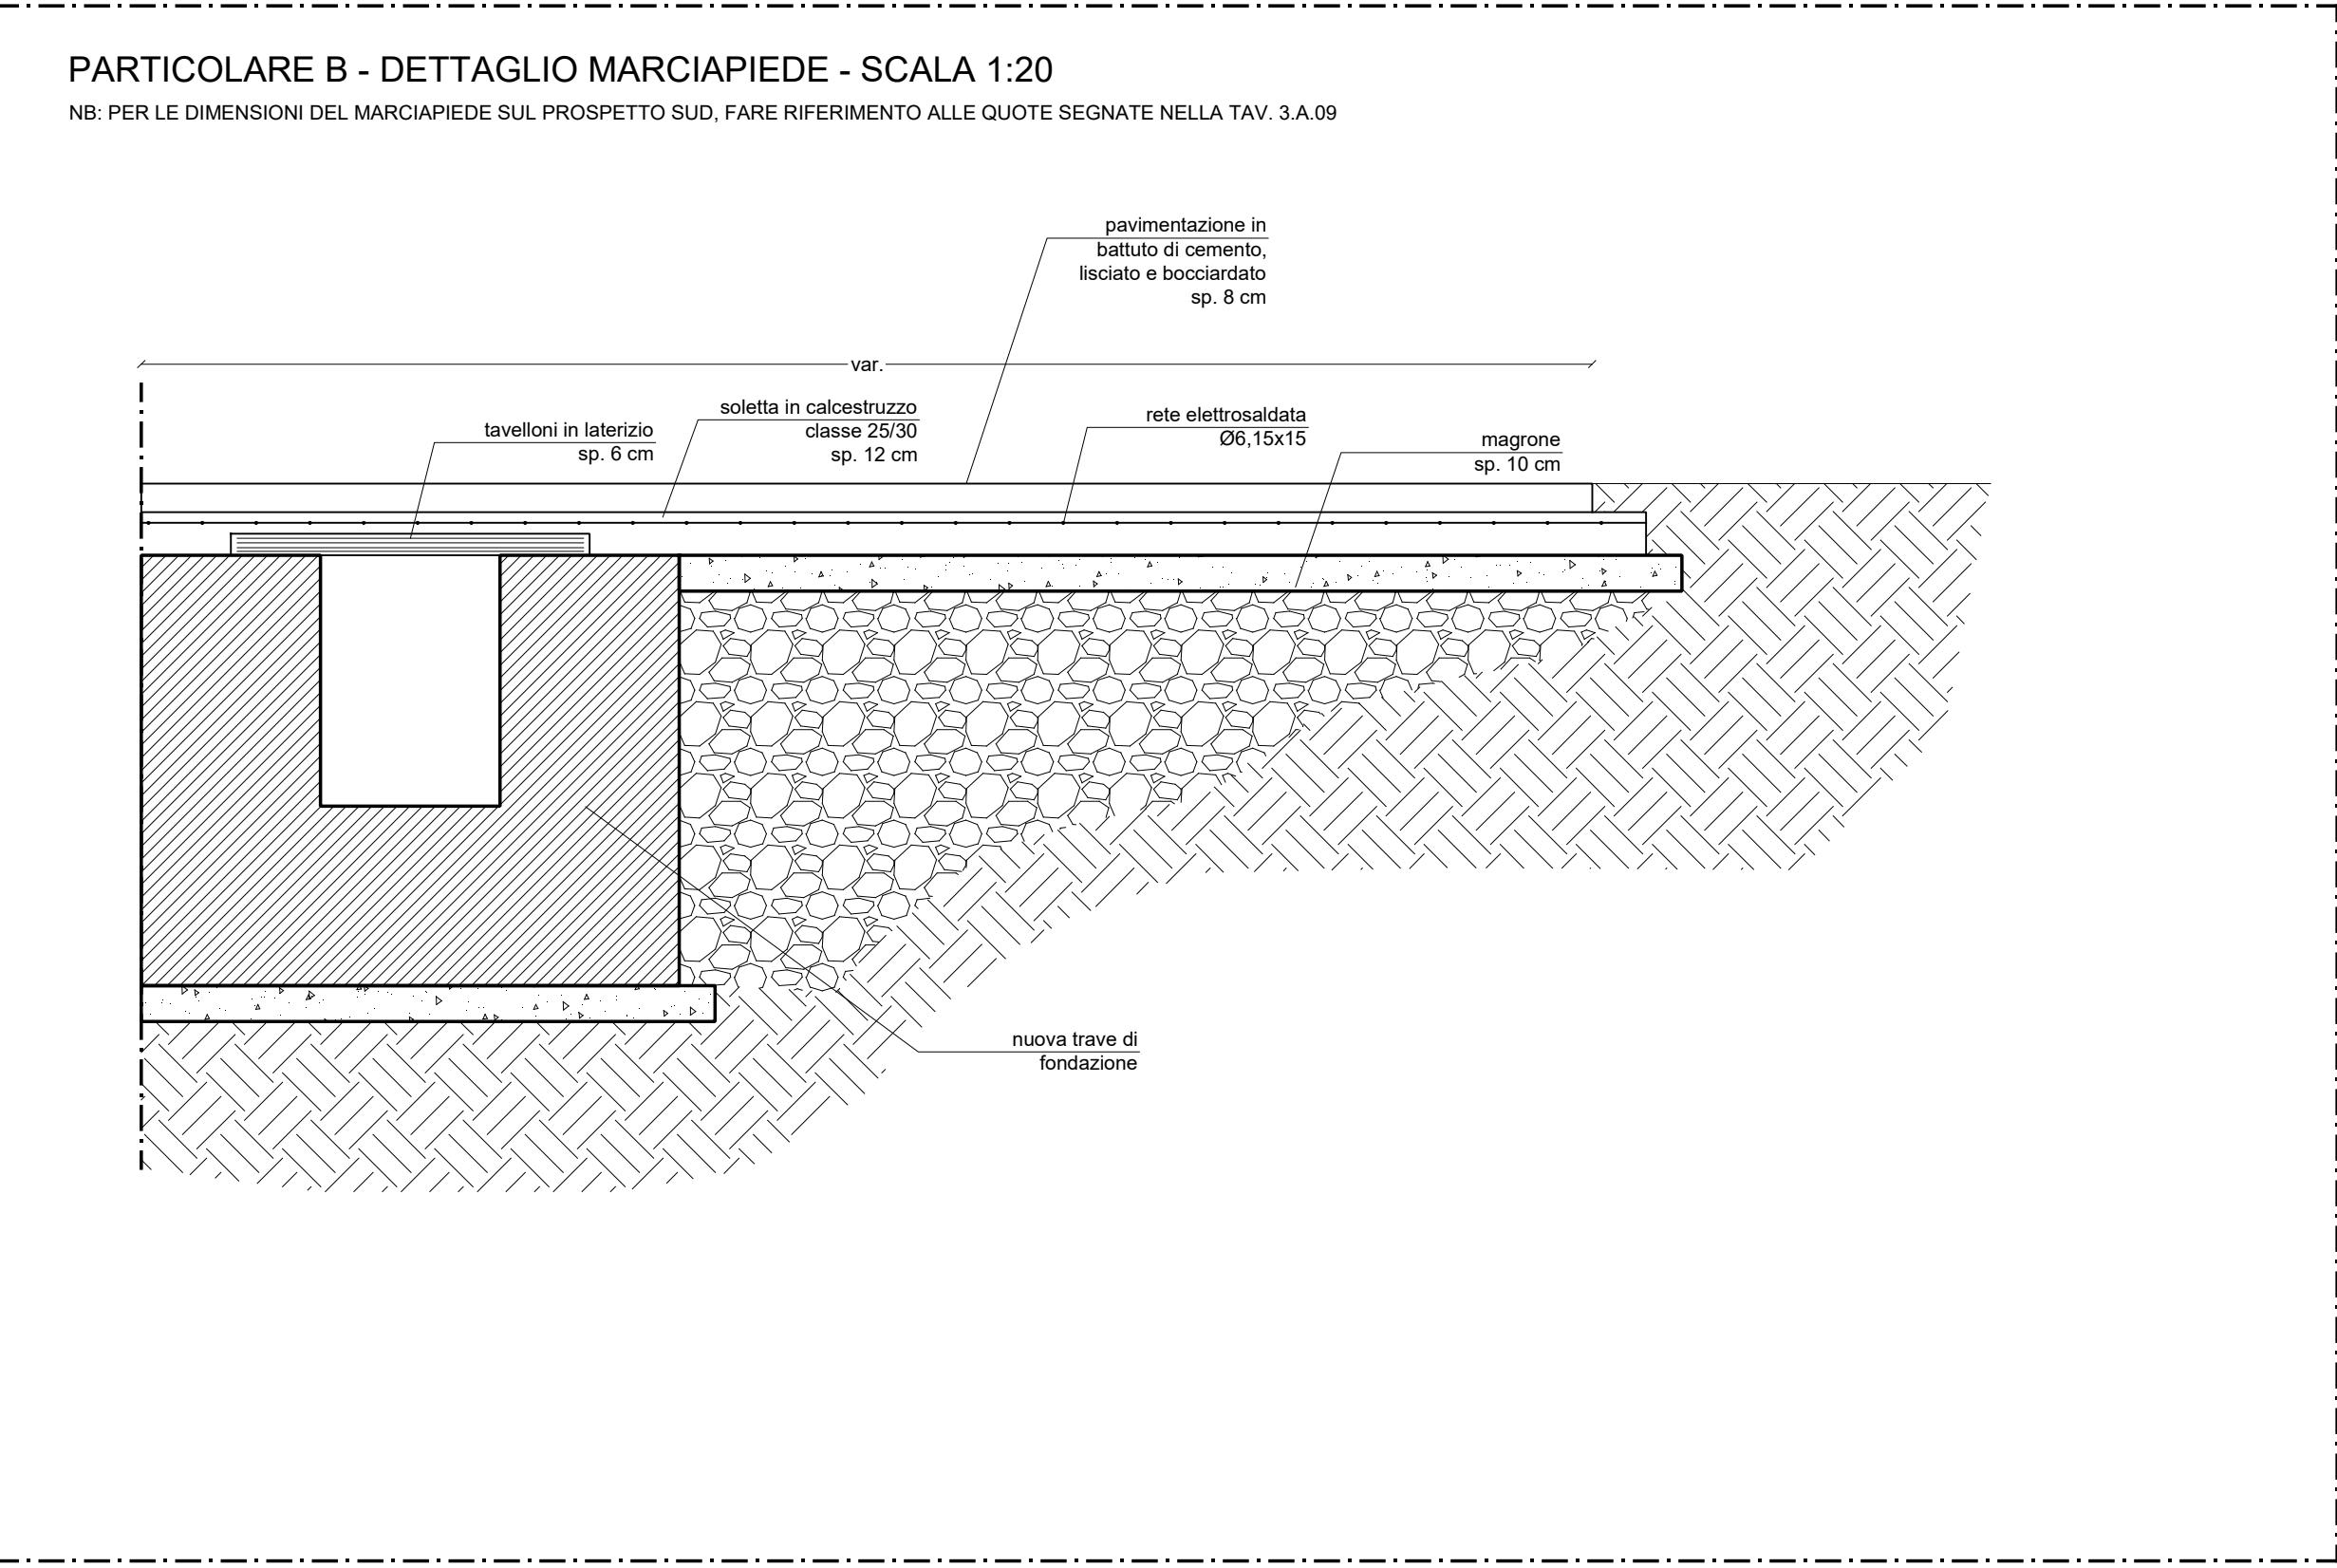 PARTICOLARE B - DETTAGLIO MARCIAPIEDE - SCALA 1:20
NB: PER LE DIMENSIONI DEL MARCIAPIEDE SUL PROSPETTO SUD, FARE RIFERIMENTO ALLE QUOTE SEGNATE NELLA TAV. 3.A.09
pavimentazione in
battuto di cemento,
lisciato e bocciardato
sp. 8 cm
var.
tavelloni in laterizio
sp. 6 cm
soletta in calcestruzzo
classe 25/30
sp. 12 cm
rete elettrosaldata
Ø6,15x15
magrone
sp. 10 cm
nuova trave di
fondazione